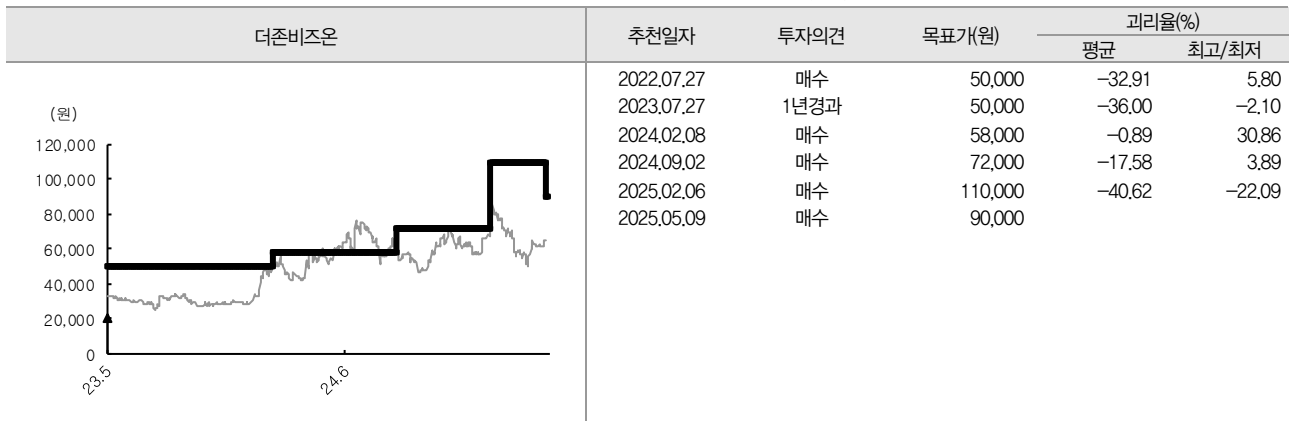 더존비즈온
(원)
120,000
100,000
80,000
60,000
40,000
20,000
0
23.5
24.6
추천일자 투자의견 목표가(원) 괴리율(%)
평균 최고/최저
2022.07.27 매수 50,000 -32.91 5.80
2023.07.27 1년경과 50,000 -36.00 -2.10
2024.02.08 매수 58,000 -0.89 30.86
2024.09.02 매수 72,000 -17.58 3.89
2025.02.06 매수 110,000 -40.62 -22.09
2025.05.09 매수 90,000